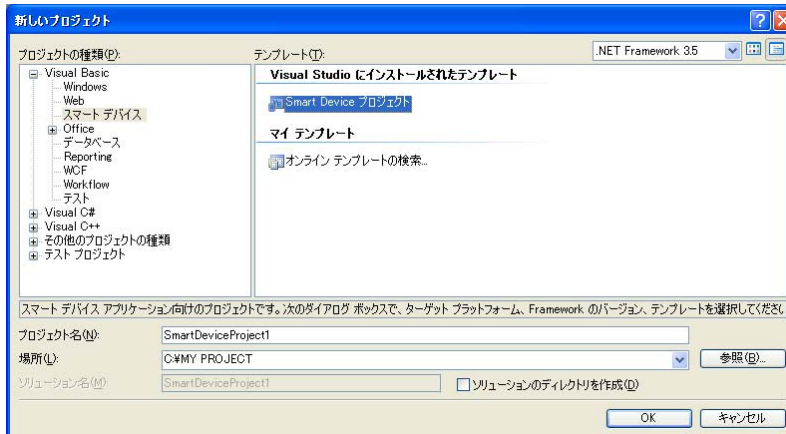 新しいプロジェクト
プロジェクトの種類(P):
テンプレート(T):
.NET Framework 3.5
Visual Basic
Windows
Web
スマート デバイス
Office
データベース
Reporting
WCF
Workflow
テスト
Visual C#
Visual C++
その他のプロジェクトの種類
テスト プロジェクト
Visual Studio にインストールされたテンプレート
Smart Device プロジェクト
マイ テンプレート
オンライン テンプレートの検索...
スマート デバイス アプリケーション向けのプロジェクトです。次のダイアログ ボックスで、ターゲット プラットフォーム、Framework のバージョン、テンプレートを選択してくださ
プロジェクト名(N):
SmartDeviceProject1
場所(L):
C:¥MY PROJECT
参照(B)...
ソリューション名(M)
SmartDeviceProject1
ソリューションのディレクトリを作成(D)
OK
キャンセル